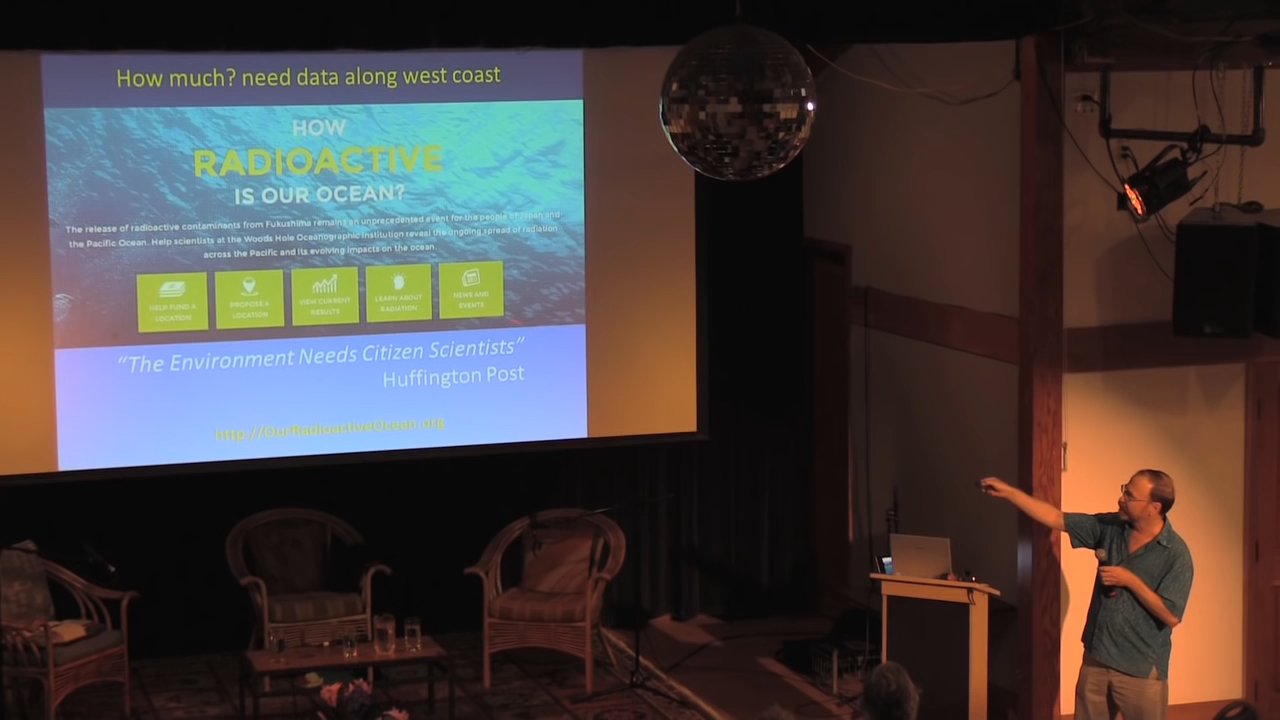 How much? need data along west coast
HOW
RADIOACTIVE
IS OUR OCEAN?
The release of radioactive contaminants from Fukushima remains an unprecedented event for the people of Japan and
the Pacific Ocean. Help scientists at the Woods Hole Oceanographic Institution reveal the ongoing spread of radiation
across the Pacific and its evolving impacts on the ocean.
HELP FUND A
LOCATION
PROPOSE A
LOCATION
VIEW CURRENT
RESULTS
LEARN ABOUT
RADIATION
NEWS AND
EVENTS
“The Environment Needs Citizen Scientists”
Huffington Post
http://OurRadioactiveOcean.org